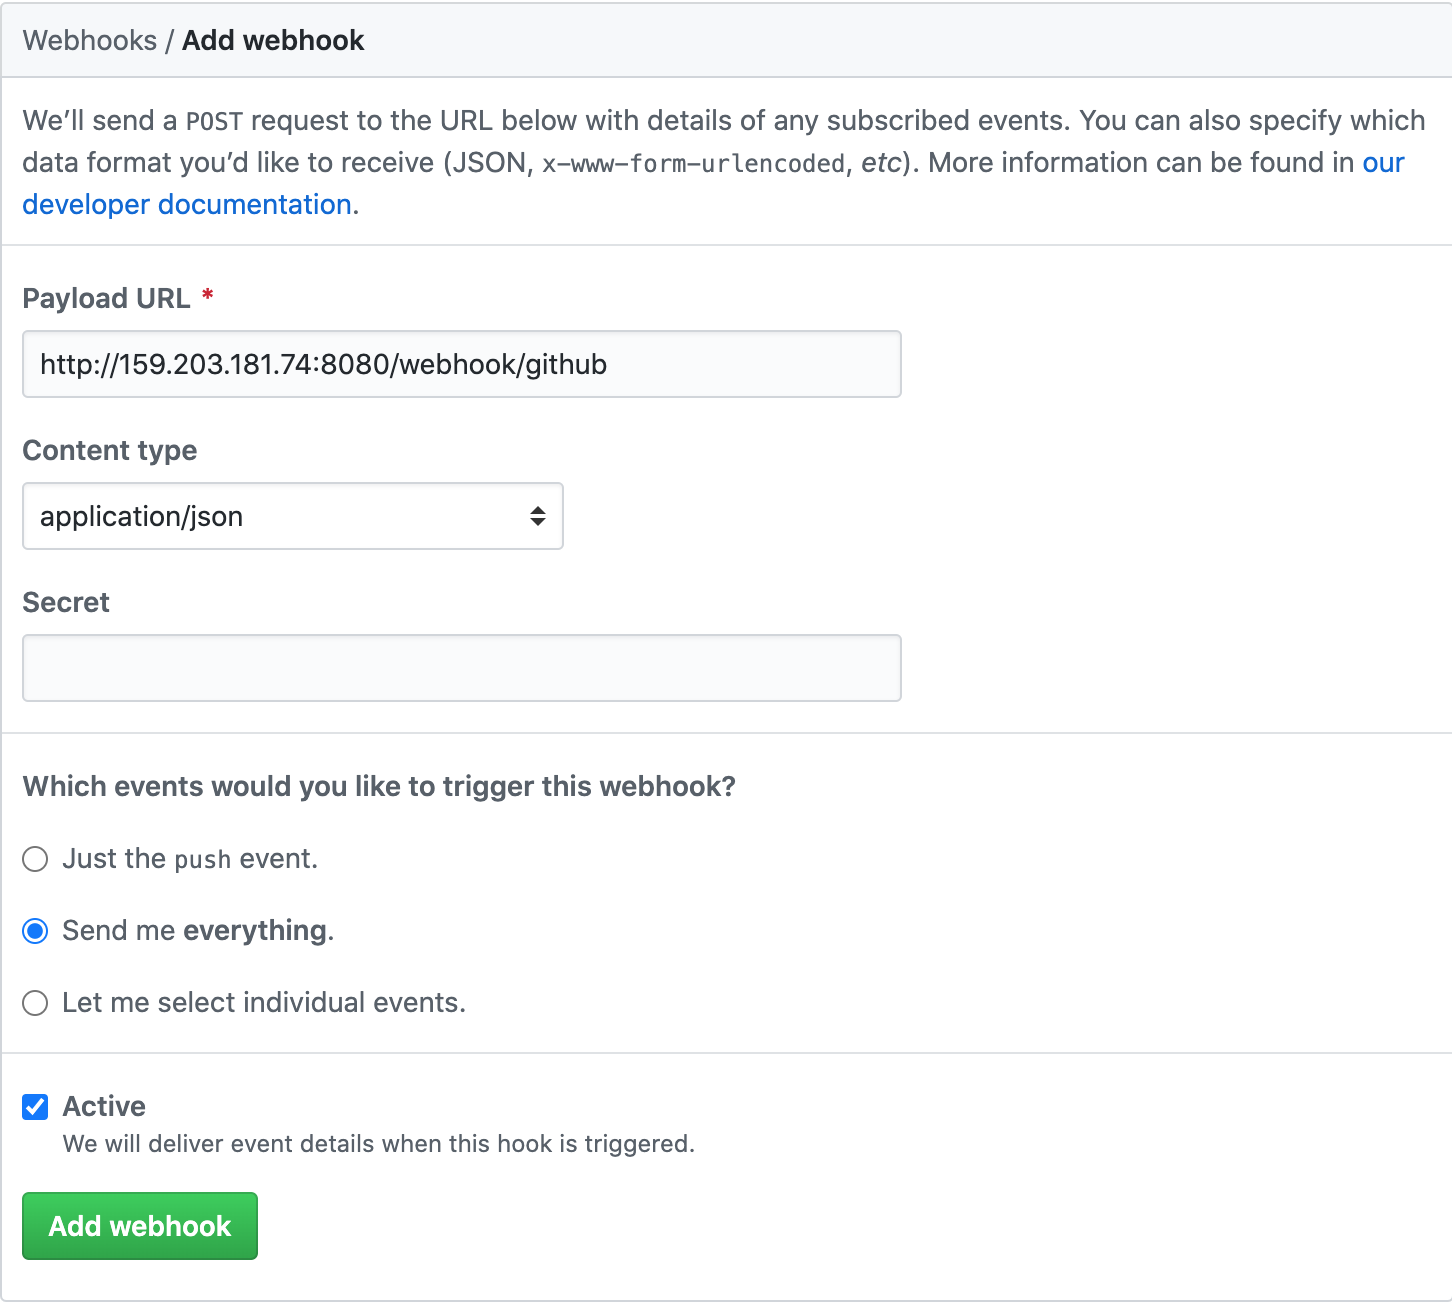 Webhooks / Add webhook
We’ll send a POST request to the URL below with details of any subscribed events. You can also specify which
data format you’d like to receive (JSON, x-www-form-urlencoded, etc). More information can be found in our
developer documentation.
Payload URL *
http://159.203.181.74:8080/webhook/github
Content type
application/json
Secret
Which events would you like to trigger this webhook?
Just the push event.
Send me everything.
Let me select individual events.
Active
We will deliver event details when this hook is triggered.
Add webhook